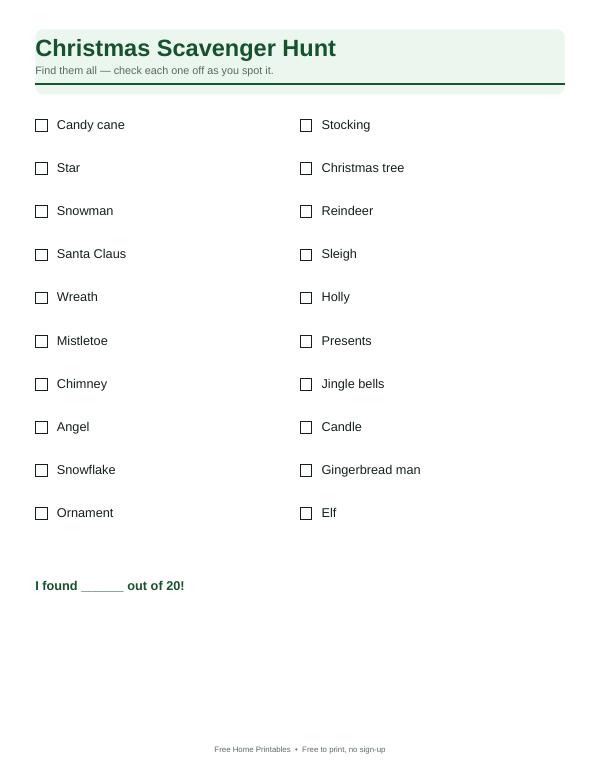 Christmas Scavenger Hunt
Find them all — check each one off as you spot it.
Candy cane
Star
Snowman
Santa Claus
Wreath
Mistletoe
Chimney
Angel
Snowflake
Ornament
Stocking
Christmas tree
Reindeer
Sleigh
Holly
Presents
Jingle bells
Candle
Gingerbread man
Elf
I found ______ out of 20!
Free Home Printables • Free to print, no sign-up